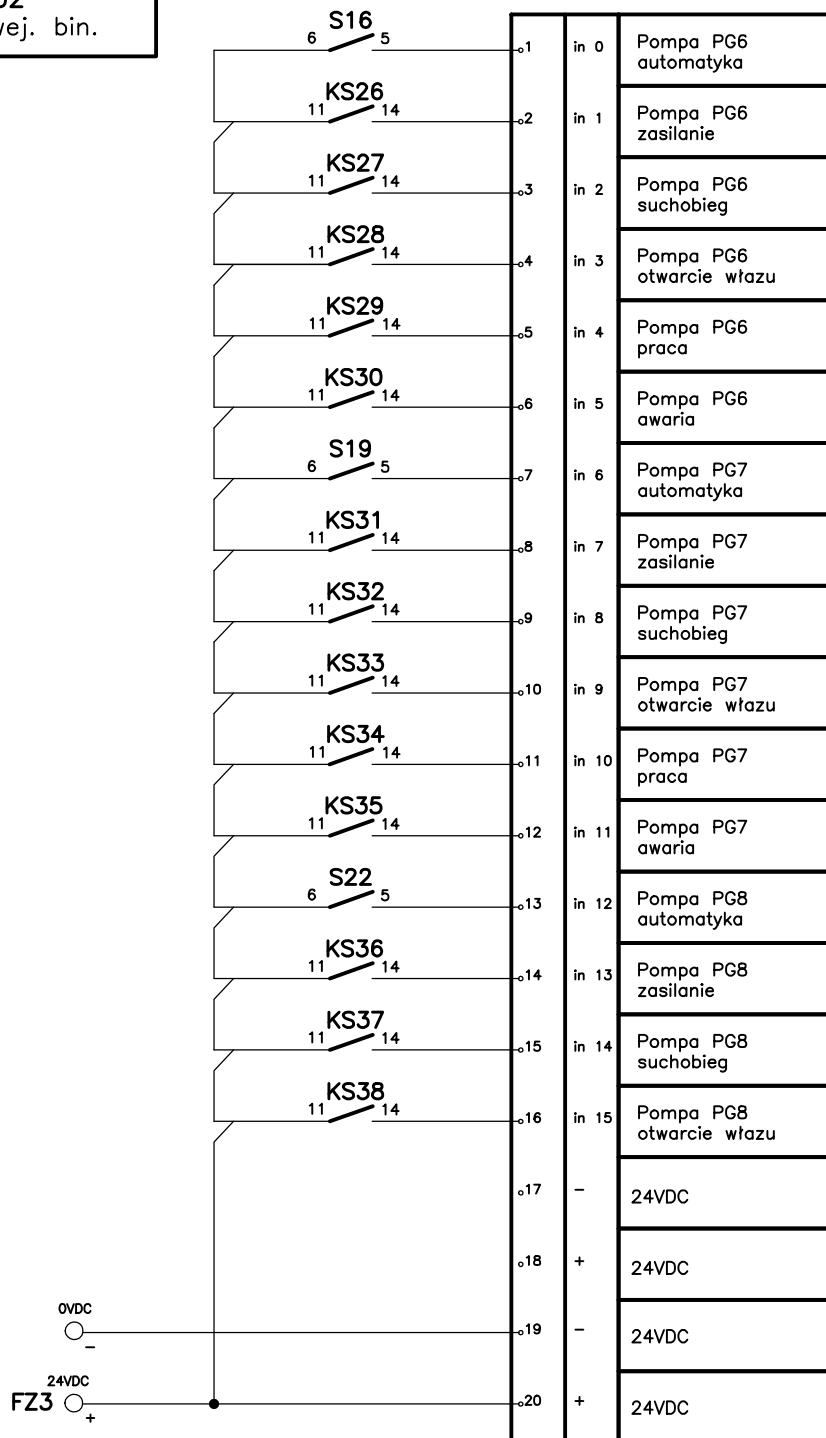 wej. bin.
S16
6 5 1 in 0 Pompa PG6
automatyka
KS26
11 14 2 in 1 Pompa PG6
zasilanie
KS27
11 14 3 in 2 Pompa PG6
suchobieg
KS28
11 14 4 in 3 Pompa PG6
otwarcie włazu
KS29
11 14 5 in 4 Pompa PG6
praca
KS30
11 14 6 in 5 Pompa PG6
awaria
S19
6 5 7 in 6 Pompa PG7
automatyka
KS31
11 14 8 in 7 Pompa PG7
zasilanie
KS32
11 14 9 in 8 Pompa PG7
suchobieg
KS33
11 14 10 in 9 Pompa PG7
otwarcie włazu
KS34
11 14 11 in 10 Pompa PG7
praca
KS35
11 14 12 in 11 Pompa PG7
awaria
S22
6 5 13 in 12 Pompa PG8
automatyka
KS36
11 14 14 in 13 Pompa PG8
zasilanie
KS37
11 14 15 in 14 Pompa PG8
suchobieg
KS38
11 14 16 in 15 Pompa PG8
otwarcie włazu
17 − 24VDC
18 + 24VDC
0VDC
− 19 − 24VDC
24VDC
FZ3 + 20 + 24VDC